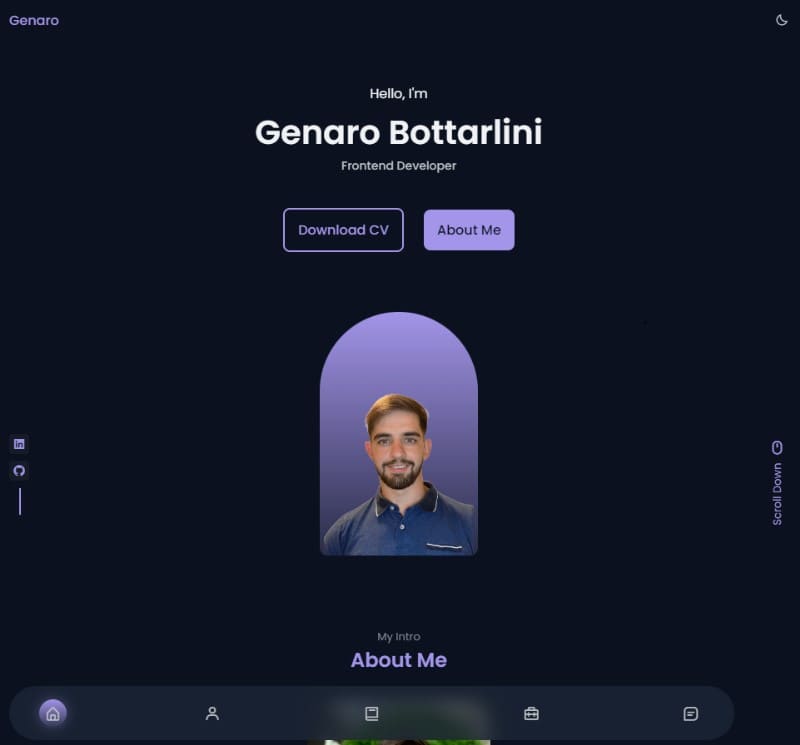 Genaro
Hello, I'm
Genaro Bottarlini
Frontend Developer
Download CV
About Me
Scroll Down
My Intro
About Me